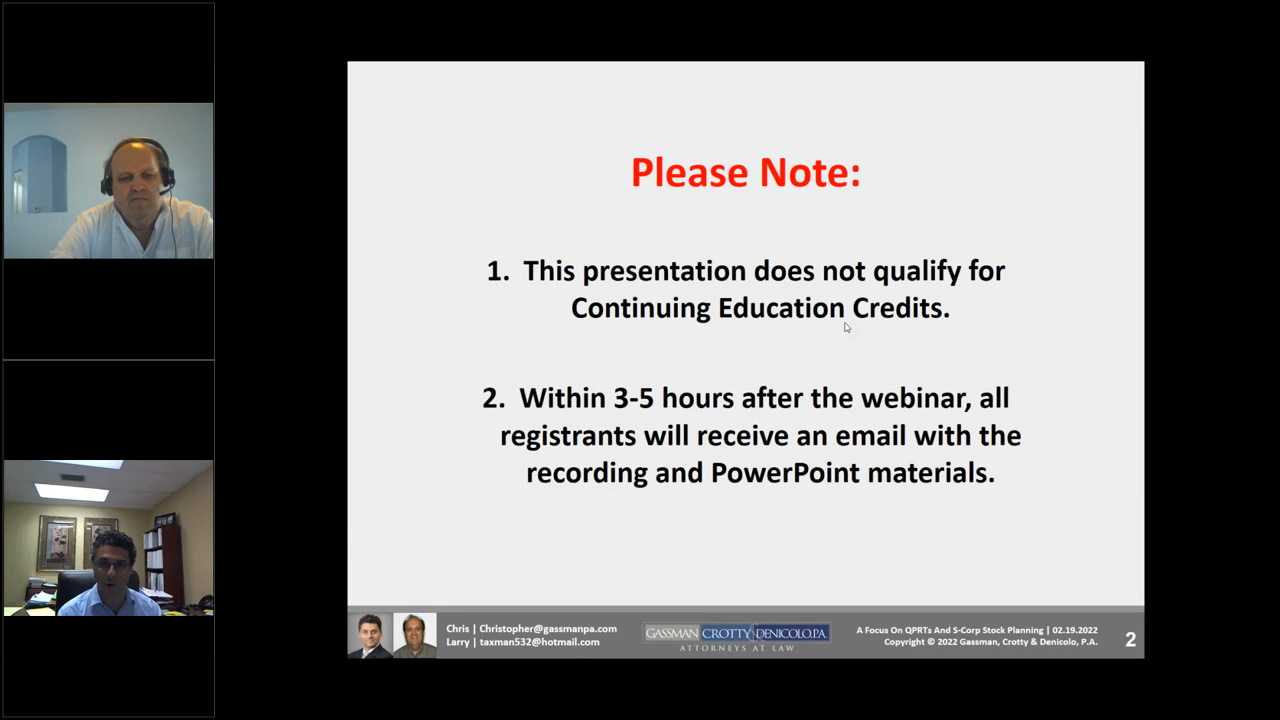 Please Note:
1. This presentation does not qualify for
Continuing Education Credits.
2. Within 3-5 hours after the webinar, all
registrants will receive an email with the
recording and PowerPoint materials.
Chris | Christopher@gassmanpa.com
Larry | taxman532@hotmail.com
GASSMAN CROTTY DENICOLO, P.A.
ATTORNEYS AT LAW
A Focus On QPRTs And S-Corp Stock Planning | 02.19.2022
Copyright © 2022 Gassman, Crotty & Denicolo, P.A.
2